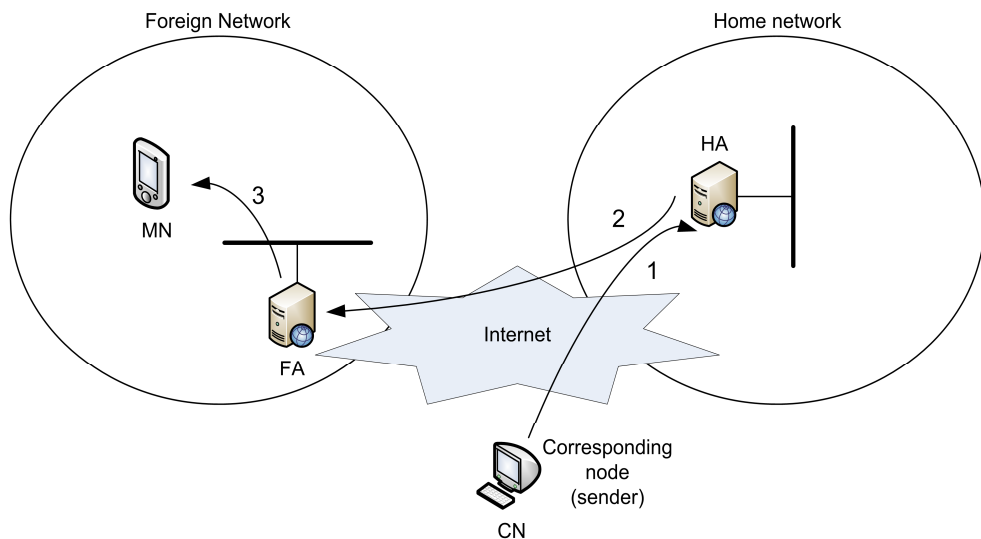 Foreign Network
Home network
HA
MN
3
2
1
FA
Internet
Corresponding
node
(sender)
CN